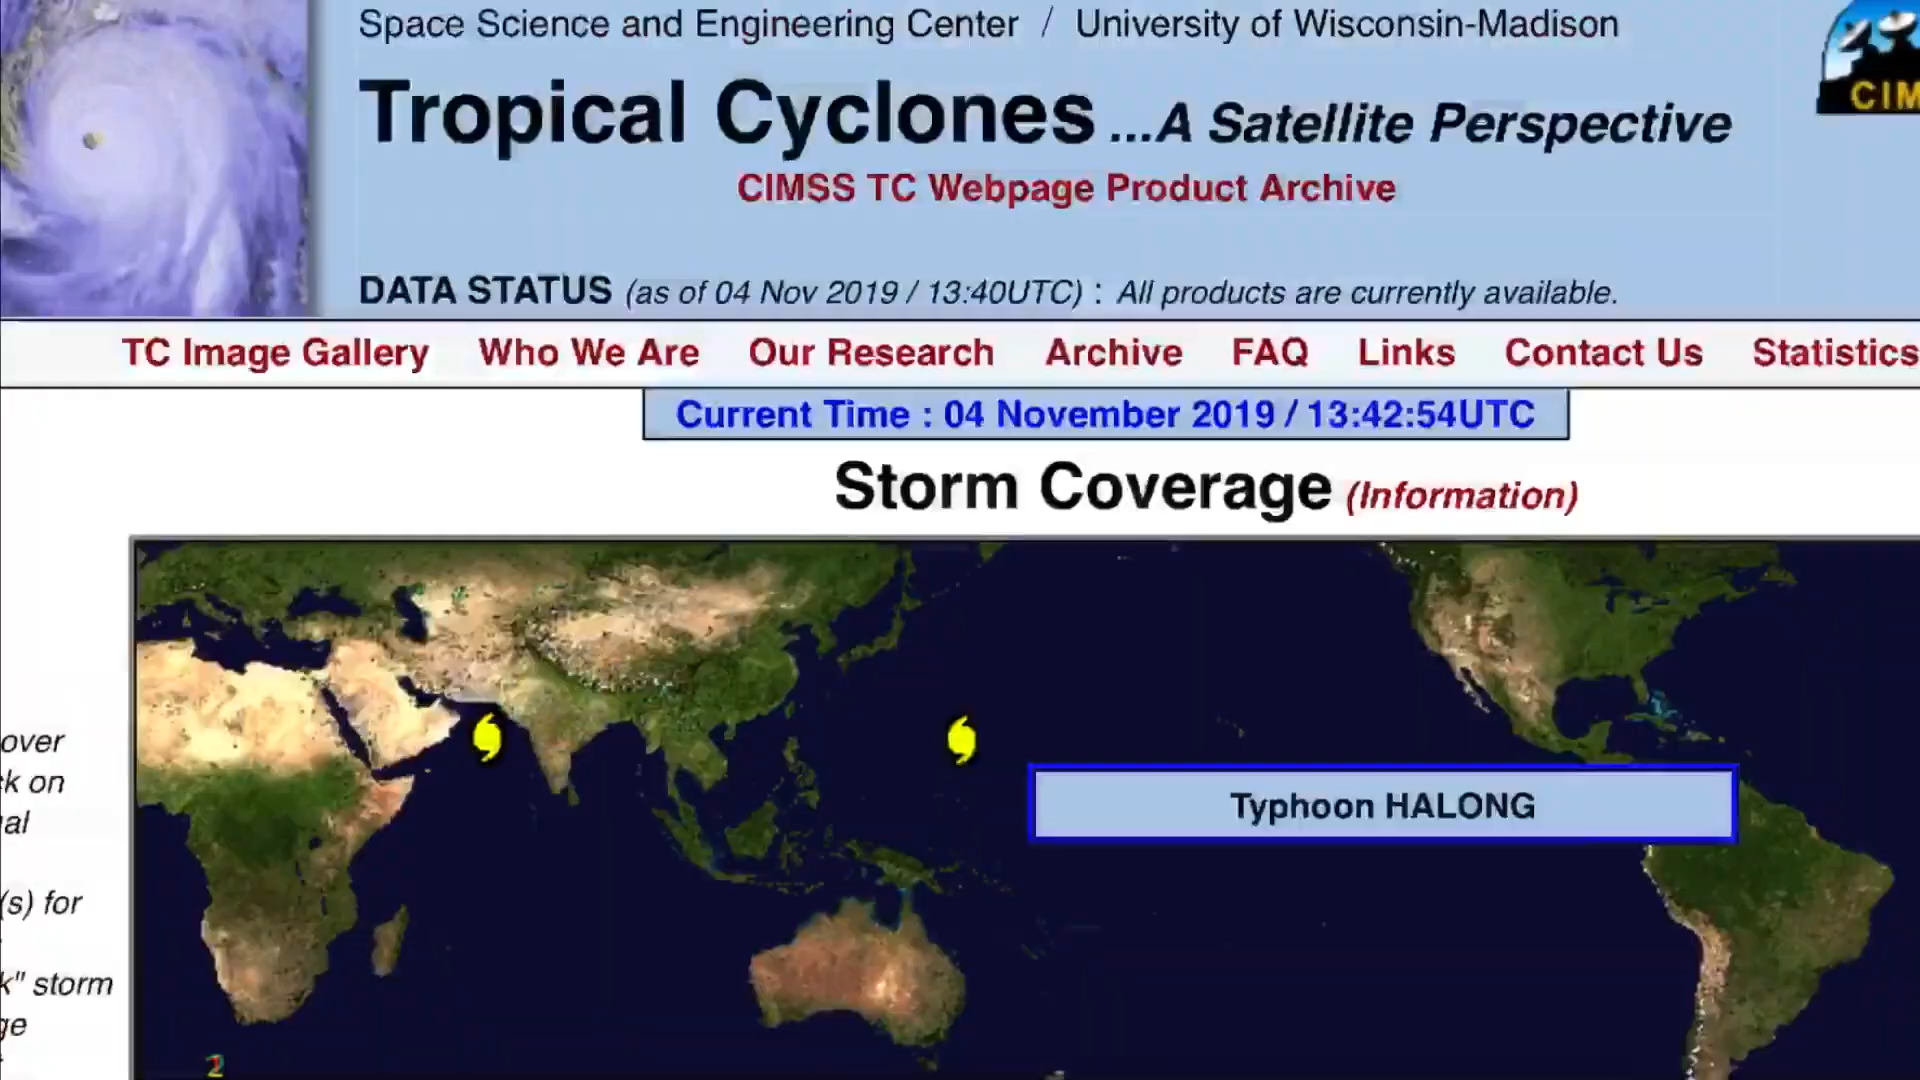 Space Science and Engineering Center / University of Wisconsin-Madison
Tropical Cyclones ...A Satellite Perspective
CIMSS TC Webpage Product Archive
DATA STATUS (as of 04 Nov 2019 / 13:40UTC) : All products are currently available.
TC Image Gallery Who We Are Our Research Archive FAQ Links Contact Us Statistics
Current Time : 04 November 2019 / 13:42:54UTC
Storm Coverage (Information)
over
k on
al
Typhoon HALONG
(s) for
k" storm
ge
CIM